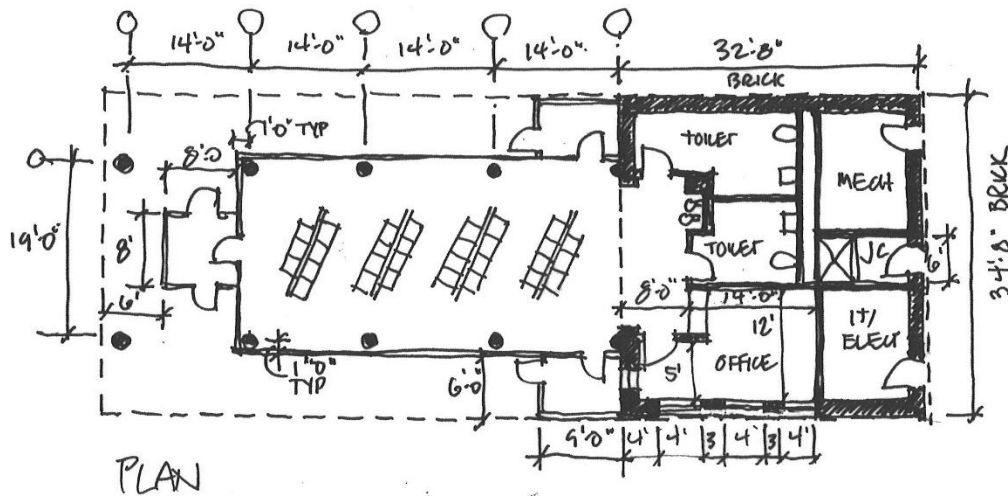 14'-0" 14'-0" 14'-0" 14'-0" 32'-8"
BRICK
1'0" TYP
8'-0
TOILET
MECH
19'-0"
8'
6'
TOILET
JC
6'
34'-8" BRICK
8'-0" 14'-0"
12'
IT/
ELECT
OFFICE
5'
1'-0"
TYP
6'-0"
9'-0" 4' 4' 3 4' 3 4'
PLAN